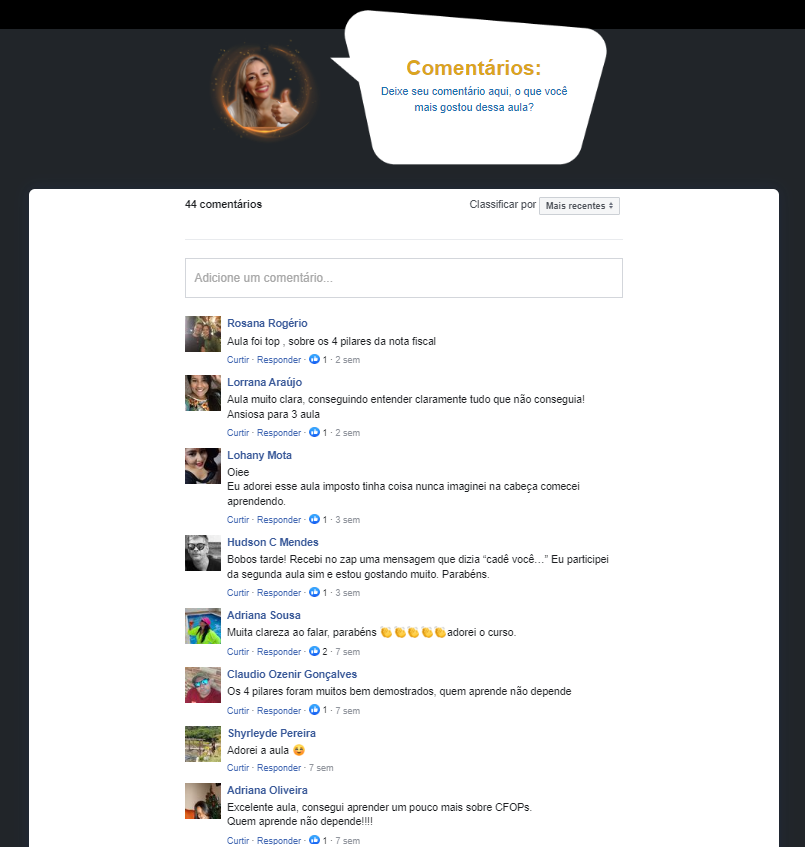 Comentários:
Deixe seu comentário aqui, o que você
mais gostou dessa aula?
44 comentários
Classificar por Mais recentes
Adicione um comentário...
Rosana Rogério
Aula foi top , sobre os 4 pilares da nota fiscal
Curtir · Responder · 1 · 2 sem
Lorrana Araújo
Aula muito clara, conseguindo entender claramente tudo que não conseguia!
Ansiosa para 3 aula
Curtir · Responder · 1 · 2 sem
Lohany Mota
Oiee
Eu adorei esse aula imposto tinha coisa nunca imaginei na cabeça comecei
aprendendo.
Curtir · Responder · 1 · 3 sem
Hudson C Mendes
Bobos tarde! Recebi no zap uma mensagem que dizia “cadê você…” Eu participei
da segunda aula sim e estou gostando muito. Parabéns.
Curtir · Responder · 1 · 3 sem
Adriana Sousa
Muita clareza ao falar, parabéns 👏👏👏👏👏adorei o curso.
Curtir · Responder · 2 · 7 sem
Claudio Ozenir Gonçalves
Os 4 pilares foram muitos bem demostrados, quem aprende não depende
Curtir · Responder · 1 · 7 sem
Shyrleyde Pereira
Adorei a aula 😊
Curtir · Responder · 7 sem
Adriana Oliveira
Excelente aula, consegui aprender um pouco mais sobre CFOPs.
Quem aprende não depende!!!!
Curtir · Responder · 1 · 7 sem